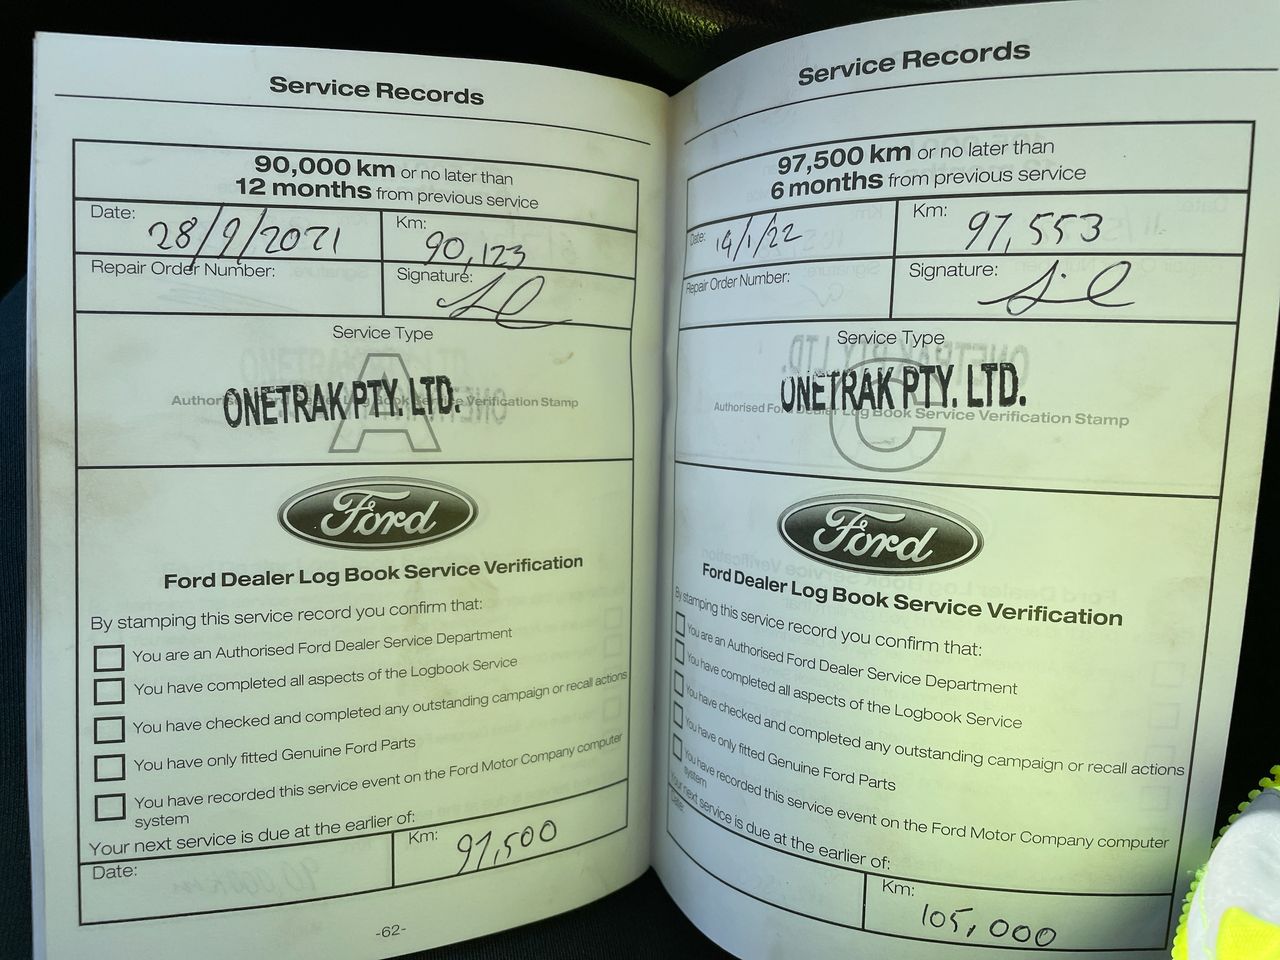 Service Records
90,000 km or no later than
12 months from previous service
Date: 28/9/2021
Km: 90,123
Repair Order Number:
Signature:
Service Type
A
Authorised Ford Dealer Log Book Service Verification Stamp
ONETRAK PTY. LTD.
Ford
Ford Dealer Log Book Service Verification
By stamping this service record you confirm that:
You are an Authorised Ford Dealer Service Department
You have completed all aspects of the Logbook Service
You have checked and completed any outstanding campaign or recall actions
You have only fitted Genuine Ford Parts
You have recorded this service event on the Ford Motor Company computer
system
Your next service is due at the earlier of:
Date:
Km: 97,500
-62-
Service Records
97,500 km or no later than
6 months from previous service
Date: 14/1/22
Km: 97,553
Repair Order Number:
Signature:
Service Type
C
Authorised Ford Dealer Log Book Service Verification Stamp
ONETRAK PTY. LTD.
Ford
Ford Dealer Log Book Service Verification
By stamping this service record you confirm that:
You are an Authorised Ford Dealer Service Department
You have completed all aspects of the Logbook Service
You have checked and completed any outstanding campaign or recall actions
You have only fitted Genuine Ford Parts
You have recorded this service event on the Ford Motor Company computer
system
Your next service is due at the earlier of:
Date:
Km: 105,000